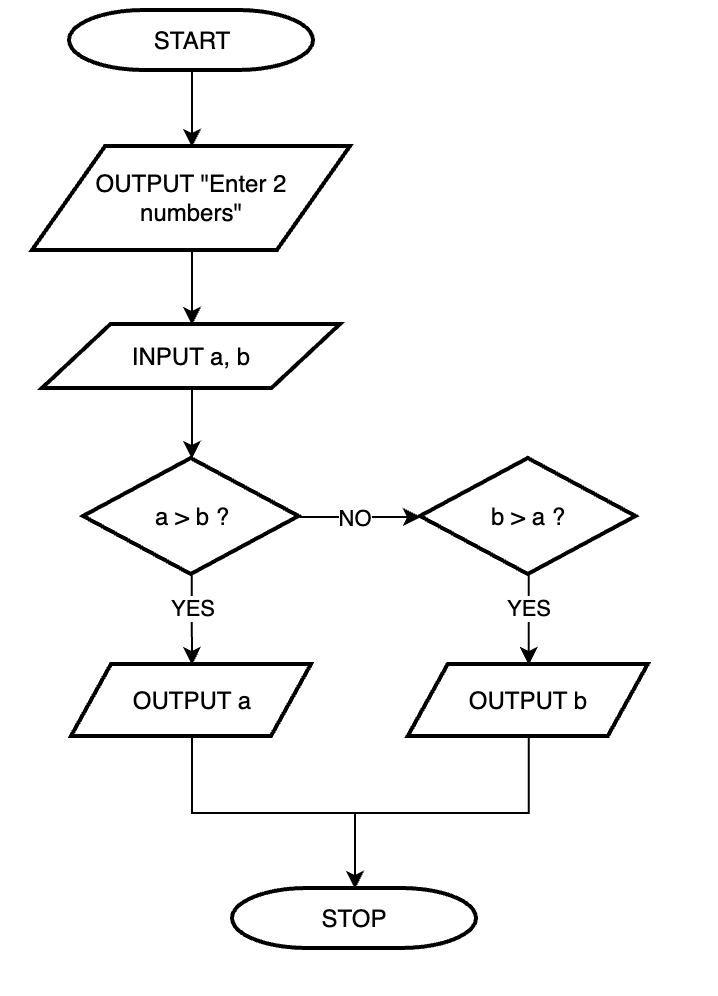 START
OUTPUT "Enter 2
numbers"
INPUT a, b
a > b ?
NO
b > a ?
YES
YES
OUTPUT a
OUTPUT b
STOP